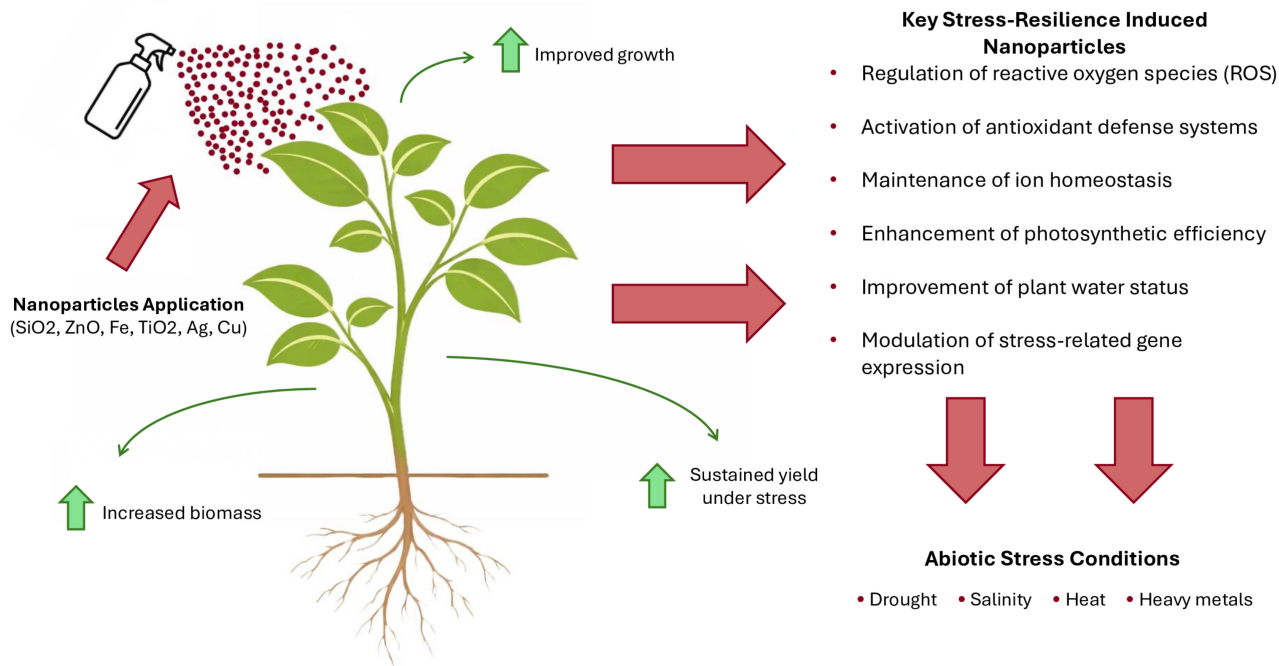 Improved growth
Nanoparticles Application
(SiO2, ZnO, Fe, TiO2, Ag, Cu)
Increased biomass
Sustained yield
under stress
Key Stress-Resilience Induced
Nanoparticles
• Regulation of reactive oxygen species (ROS)
• Activation of antioxidant defense systems
• Maintenance of ion homeostasis
• Enhancement of photosynthetic efficiency
• Improvement of plant water status
• Modulation of stress-related gene
expression
Abiotic Stress Conditions
• Drought • Salinity • Heat • Heavy metals